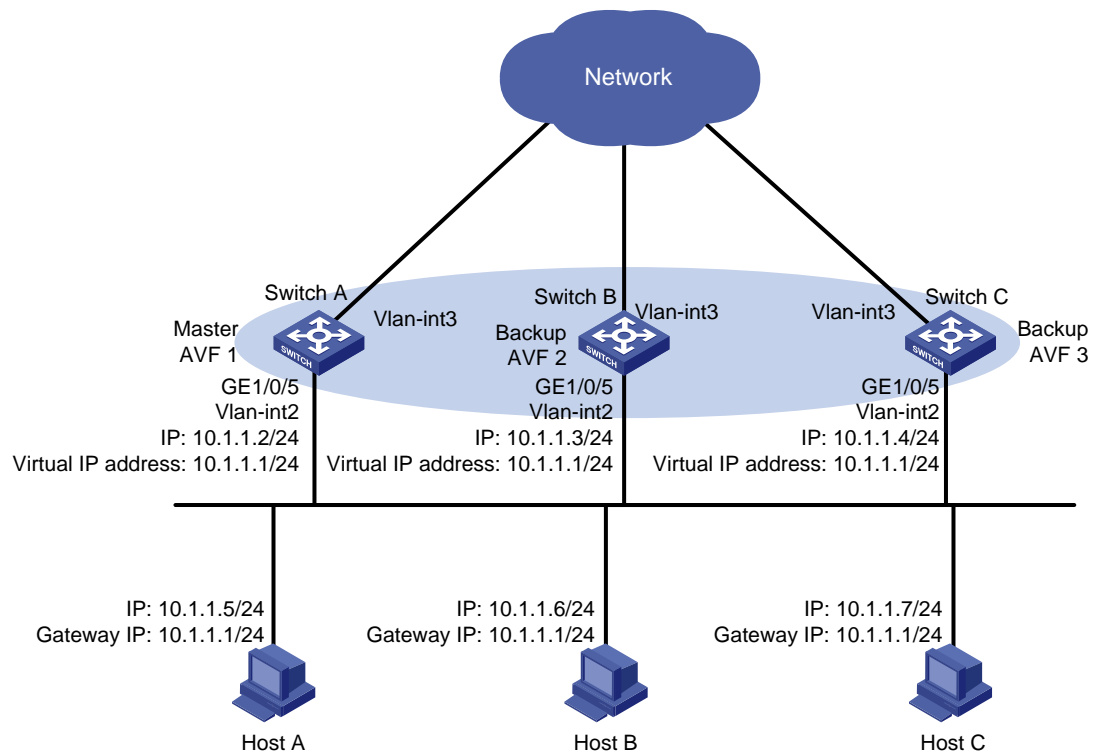 Network
Switch A
Vlan-int3
Master
AVF 1
SWITCH
GE1/0/5
Vlan-int2
IP: 10.1.1.2/24
Virtual IP address: 10.1.1.1/24
Switch B
Vlan-int3
Backup
AVF 2
SWITCH
GE1/0/5
Vlan-int2
IP: 10.1.1.3/24
Virtual IP address: 10.1.1.1/24
Switch C
Vlan-int3
Backup
AVF 3
SWITCH
GE1/0/5
Vlan-int2
IP: 10.1.1.4/24
Virtual IP address: 10.1.1.1/24
IP: 10.1.1.5/24
Gateway IP: 10.1.1.1/24
Host A
IP: 10.1.1.6/24
Gateway IP: 10.1.1.1/24
Host B
IP: 10.1.1.7/24
Gateway IP: 10.1.1.1/24
Host C